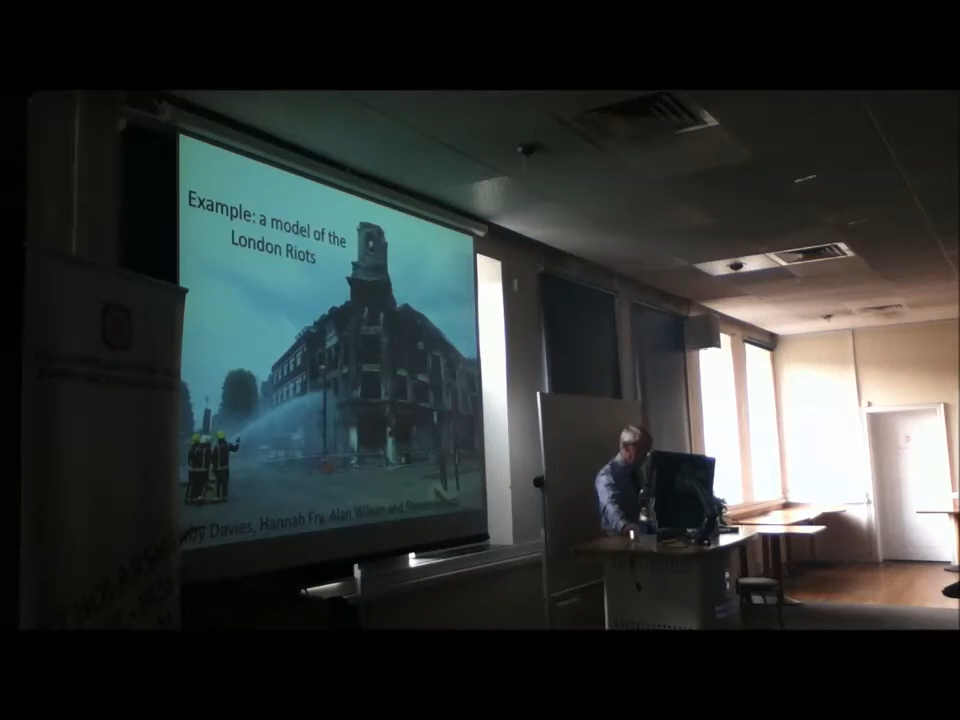 Example: a model of the
London Riots
Davies, Hannah Fry, Alan Wilson and